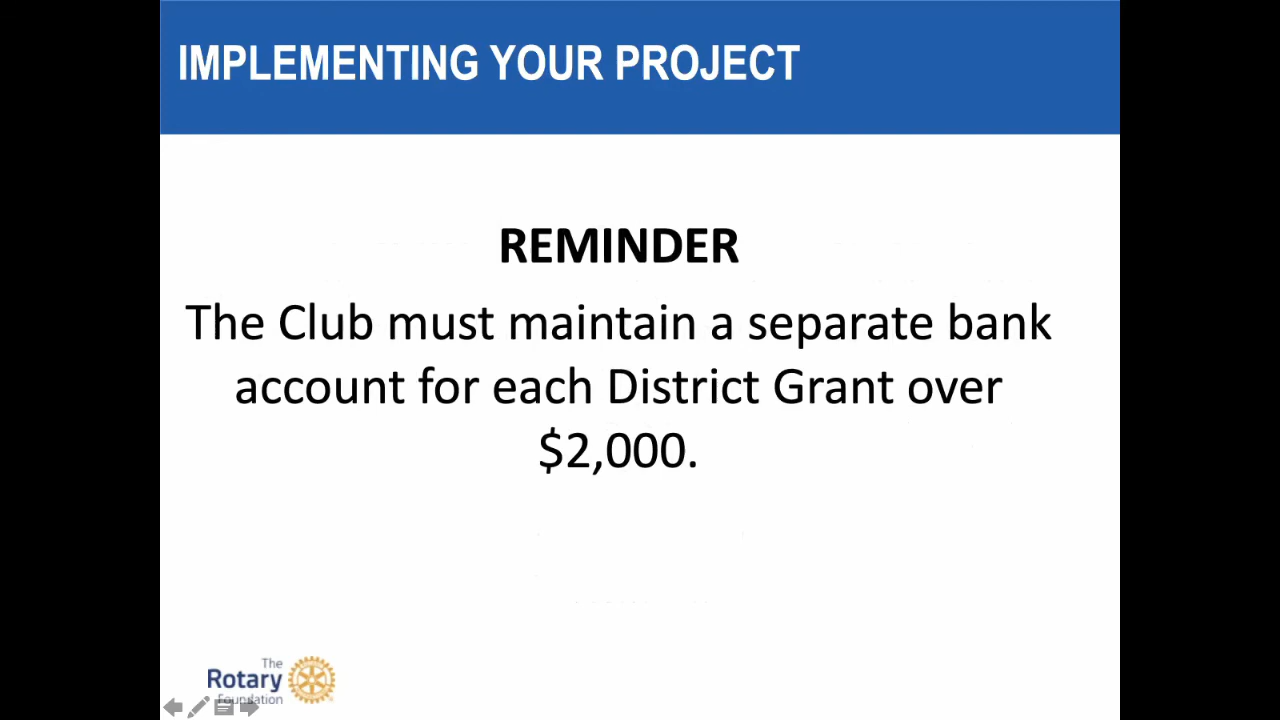 IMPLEMENTING YOUR PROJECT
REMINDER
The Club must maintain a separate bank
account for each District Grant over
$2,000.
The
Rotary
Foundation